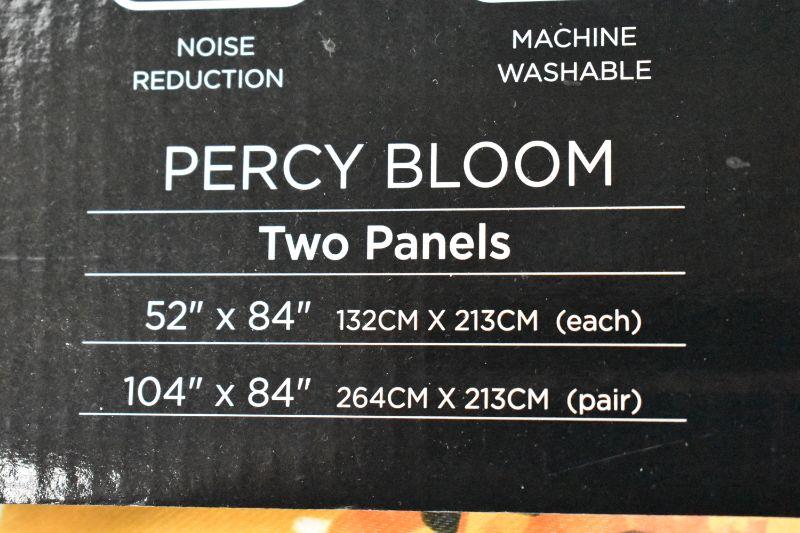 NOISE
REDUCTION
MACHINE
WASHABLE
PERCY BLOOM
Two Panels
52" x 84" 132CM X 213CM (each)
104" x 84" 264CM X 213CM (pair)